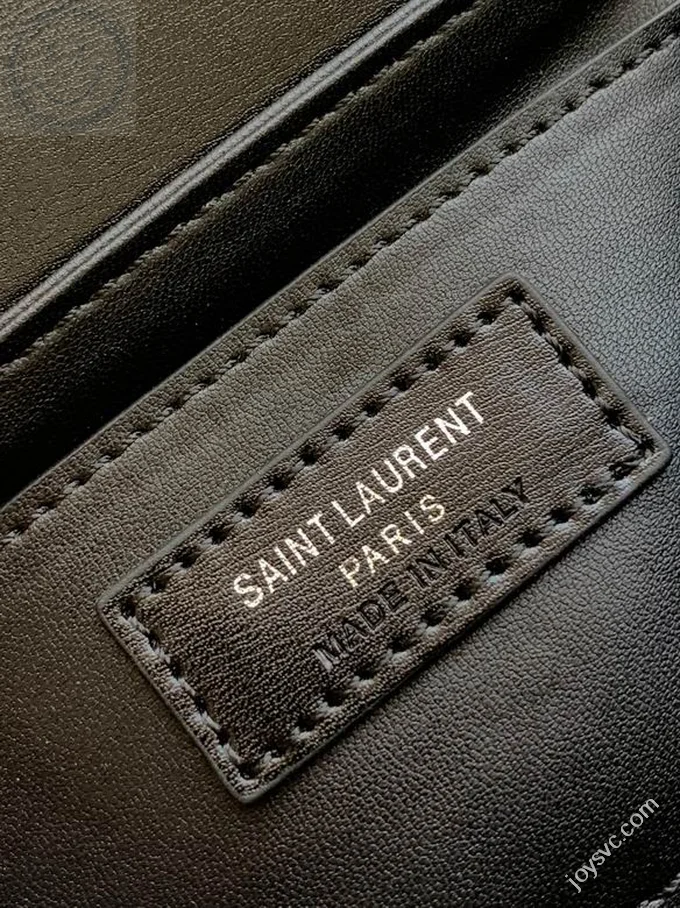 SAINT LAURENT
PARIS
MADE IN ITALY
joysvc.com